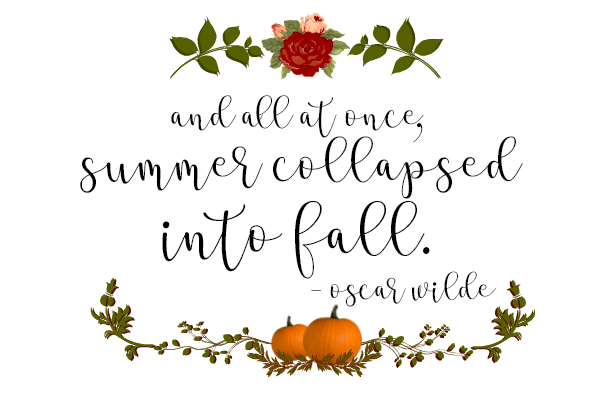 and all at once,
summer collapsed
into fall.
- oscar wilde